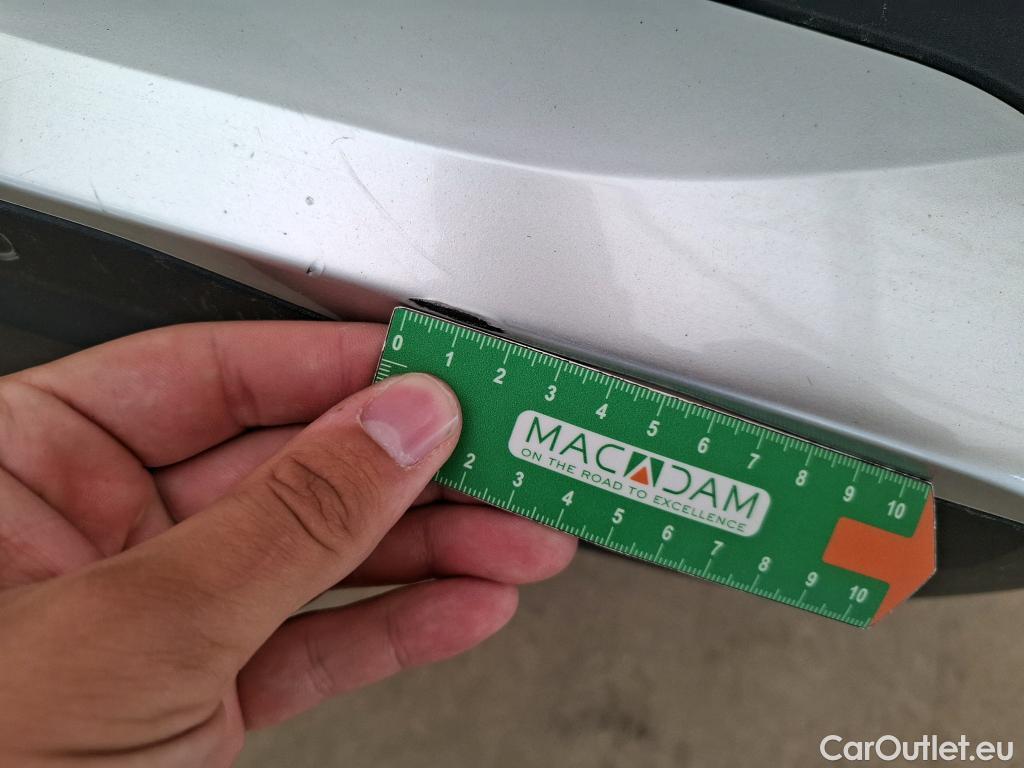 0 1 2 3 4 5 6 7 8 9 10
MACADAM
ON THE ROAD TO EXCELLENCE
2 3 4 5 6 7 8 9 10
CarOutlet.eu